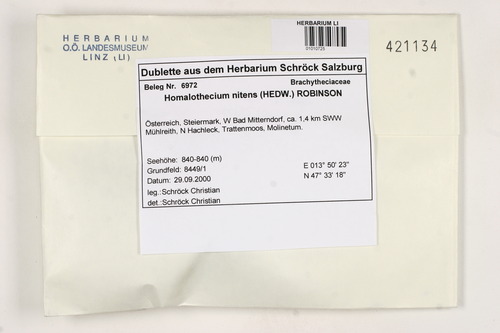 HERBARIUM
O.Ö. LANDESMUSEUM
LINZ (LI)
HERBARIUM LI
01010725
421134
Dublette aus dem Herbarium Schröck Salzburg
Beleg Nr. 6972 Brachytheciaceae
Homalothecium nitens (HEDW.) ROBINSON
Österreich, Steiermark, W Bad Mitterndorf, ca. 1,4 km SWW
Mühlreith, N Hachleck, Trattenmoos, Molinetum.
Seehöhe: 840-840 (m) E 013° 50' 23"
Grundfeld: 8449/1 N 47° 33' 18"
Datum: 29.09.2000
leg.:Schröck Christian
det.:Schröck Christian